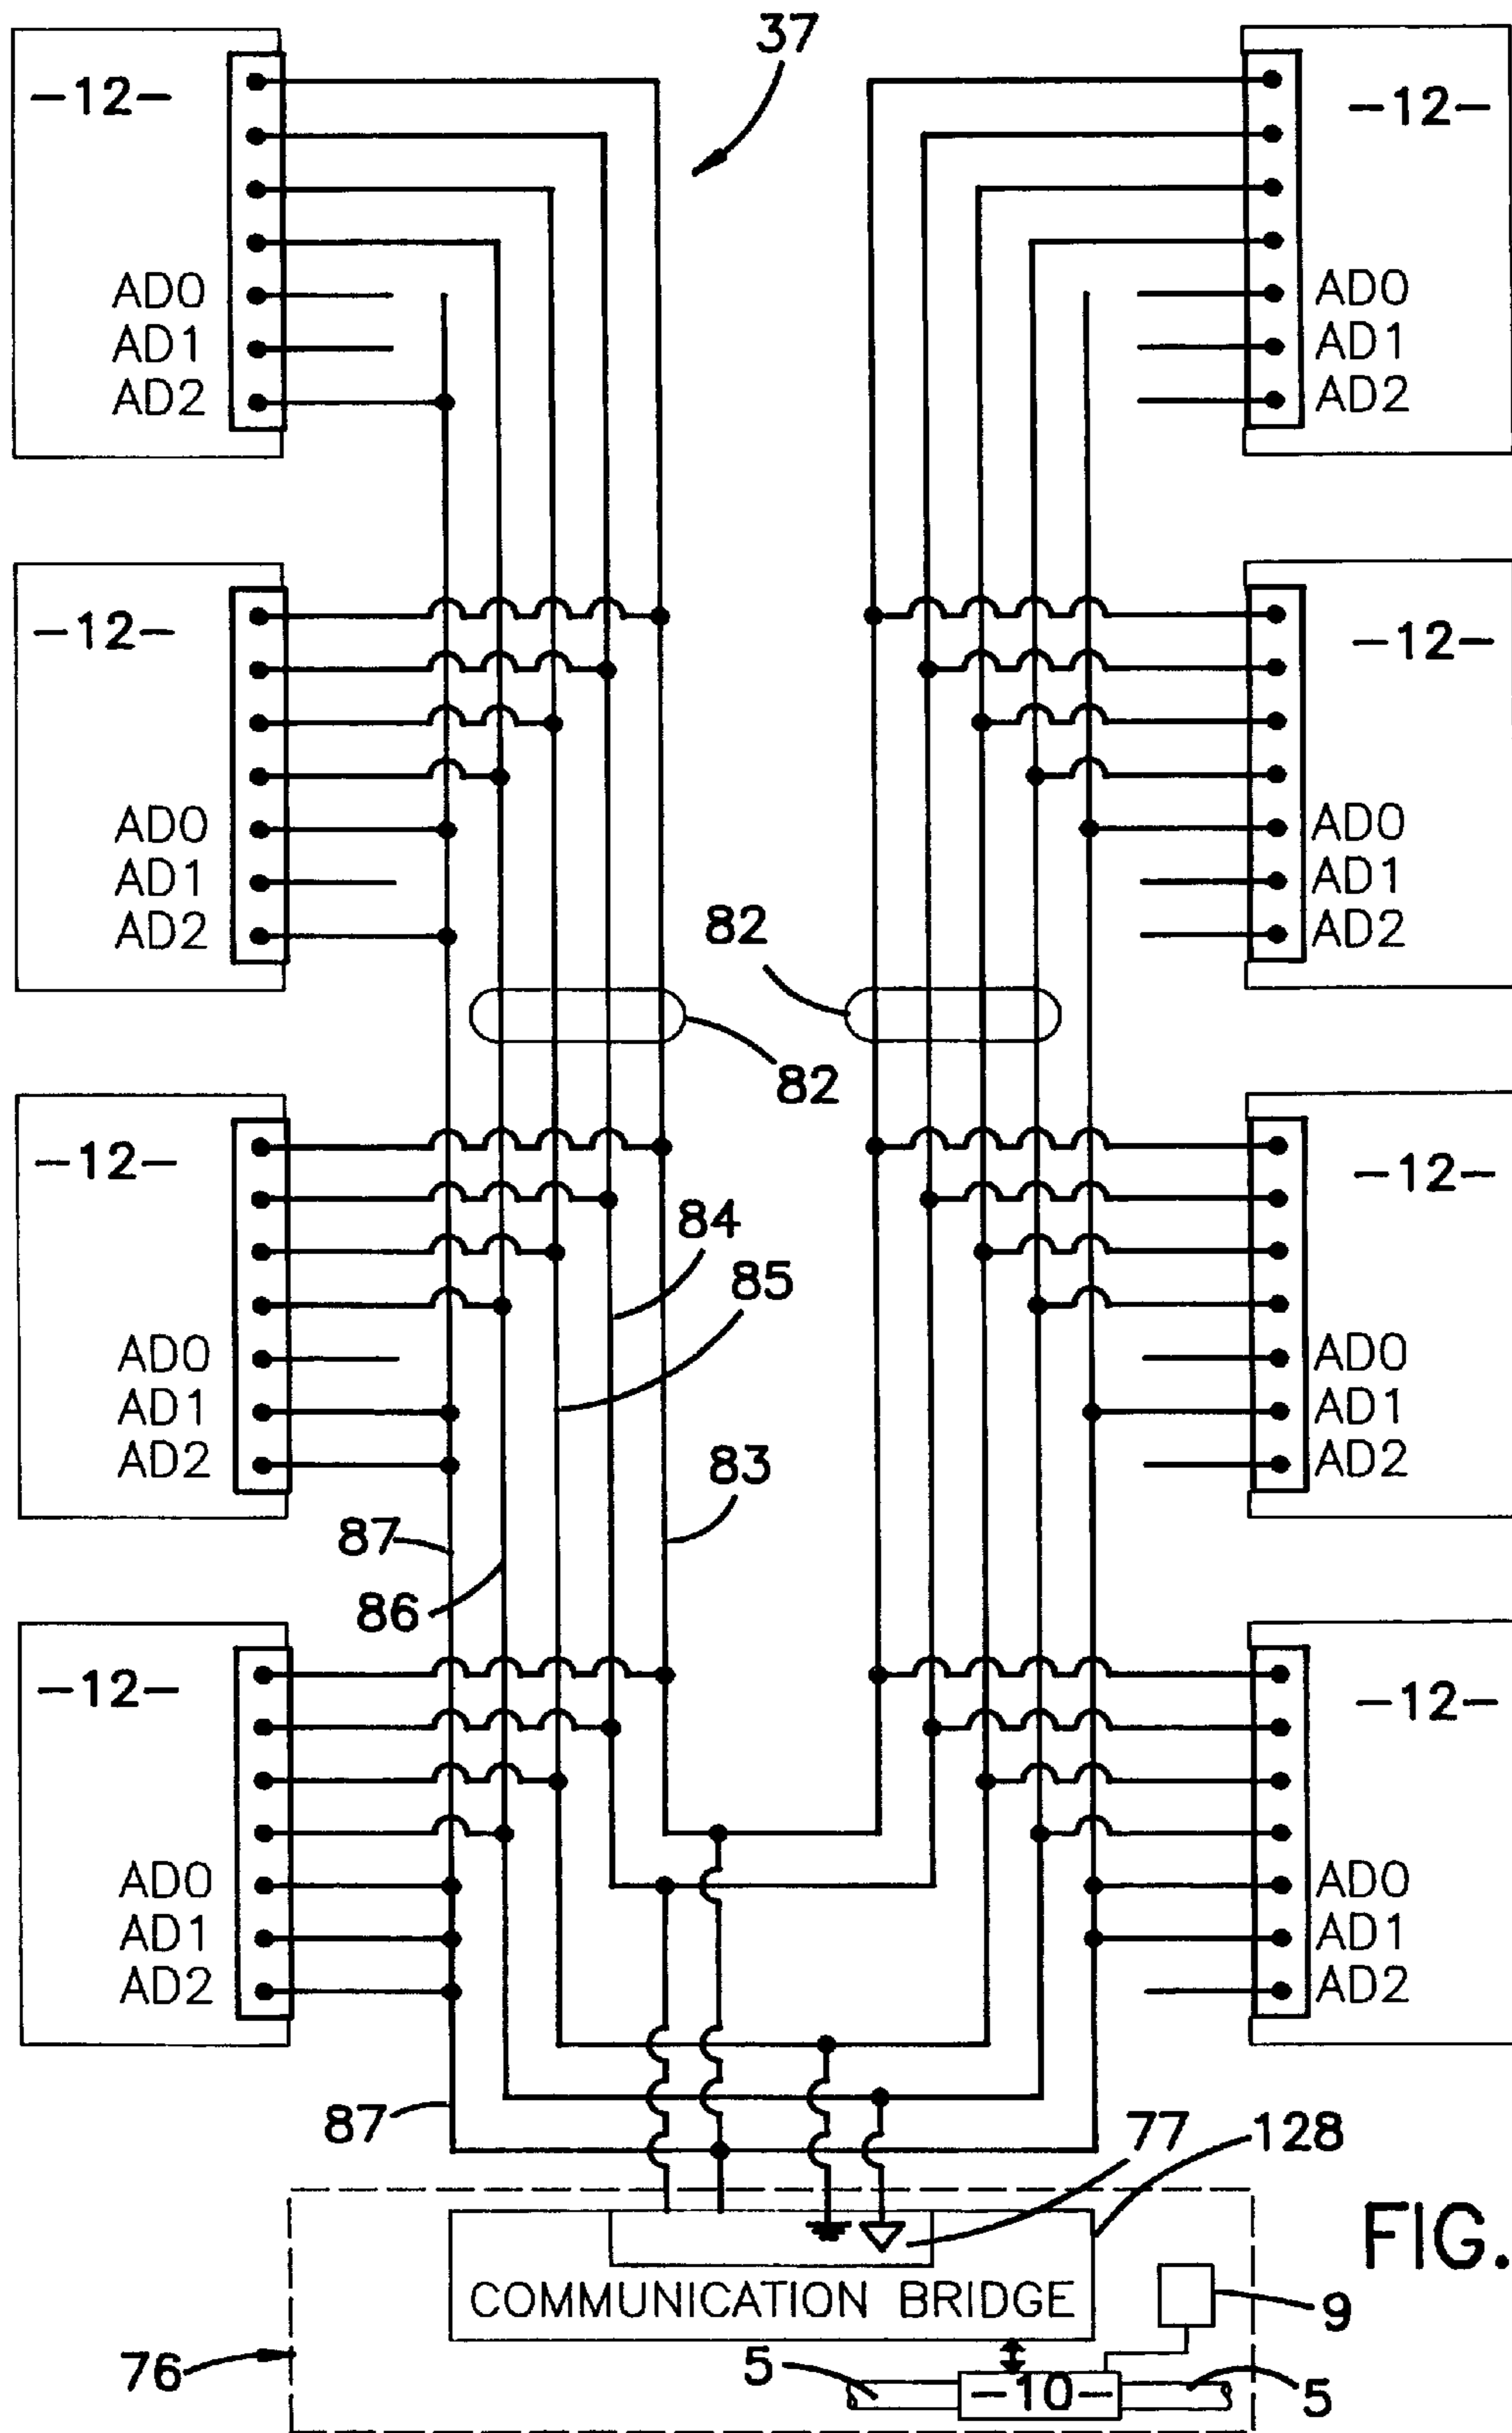 37
-12-
-12-
AD0
AD0
AD1
AD1
AD2
AD2
-12-
-12-
AD0
AD0
AD1
AD1
AD2
AD2
82
82
-12-
-12-
84
85
AD0
AD0
AD1
AD1
AD2
AD2
83
87
86
-12-
-12-
AD0
AD0
AD1
AD1
AD2
AD2
87
77
128
FIG.
COMMUNICATION BRIDGE
9
76
5
-10-
5